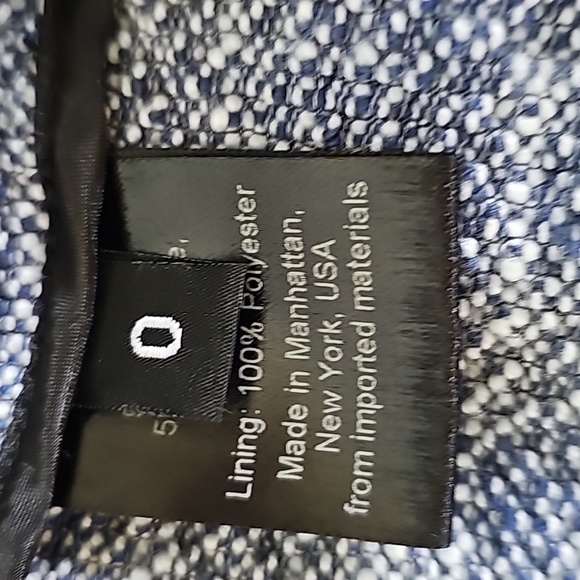 0
Lining: 100% Polyester
Made in Manhattan,
New York, USA
from imported materials